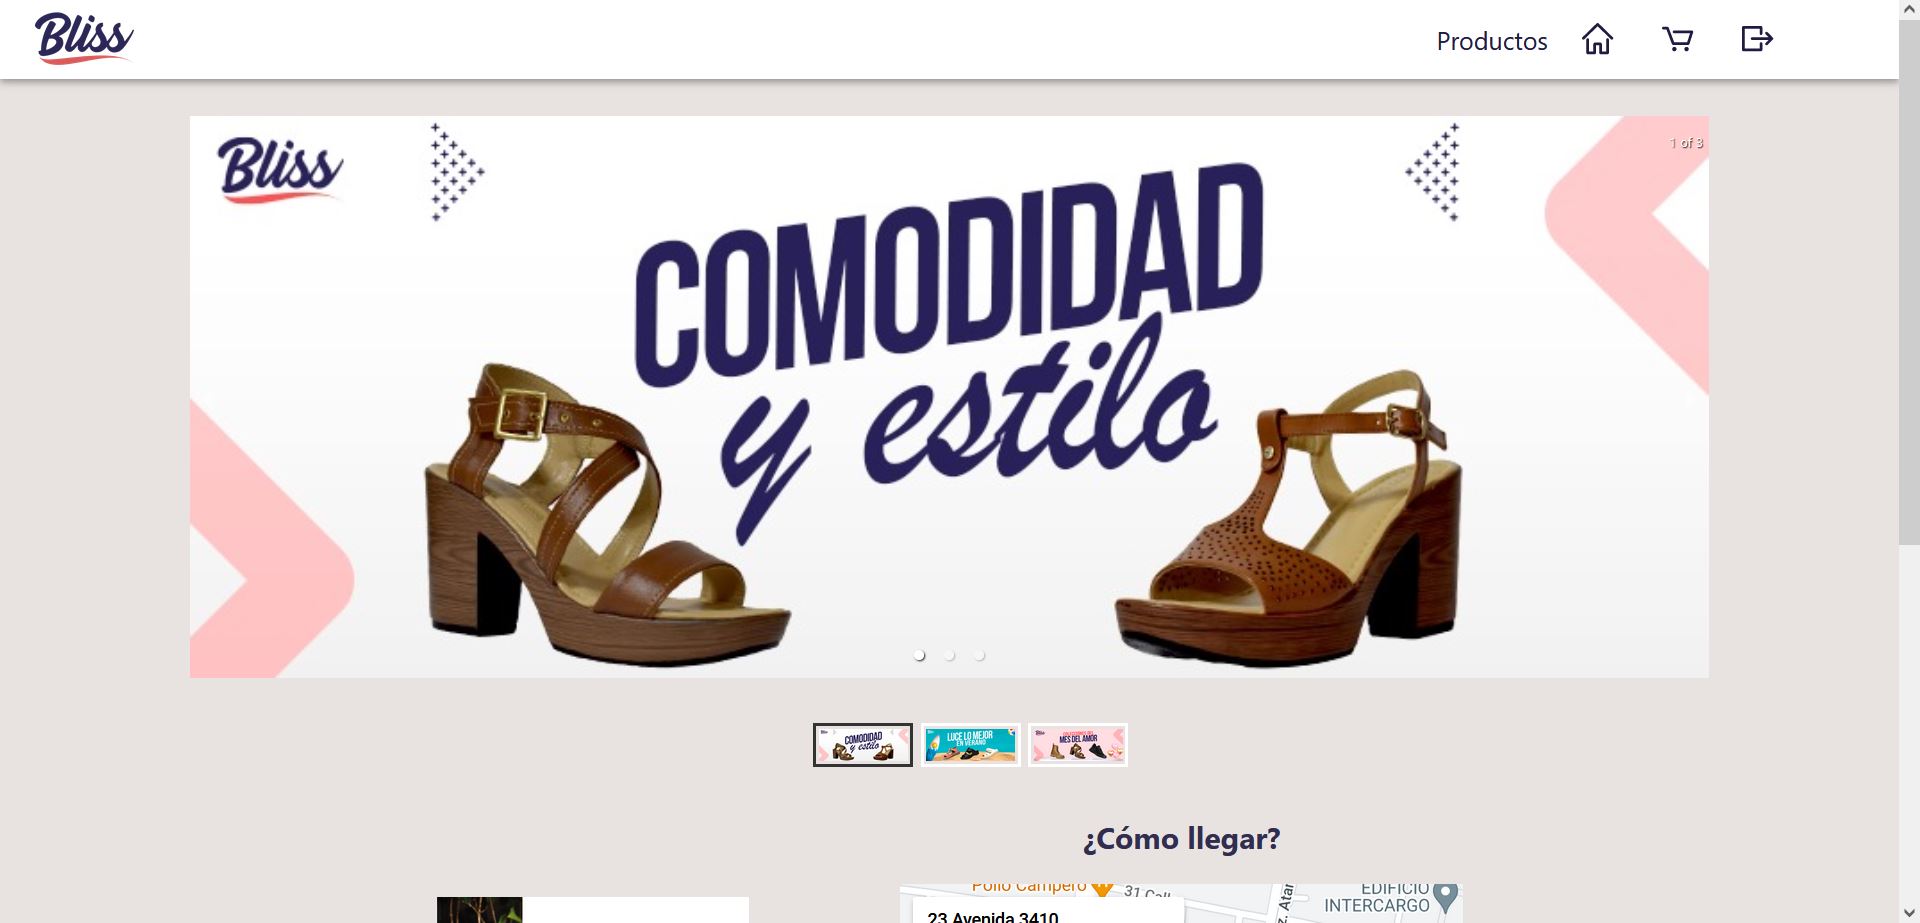 Bliss
Productos
Bliss
1 of 3
COMODIDAD
y estilo
COMODIDAD
y estilo
LUCE LO MEJOR
EN VERANO
MES DEL AMOR
¿Cómo llegar?
Pollo Campero
31 Call
EDIFICIO
INTERCARGO
23 Avenida 3410